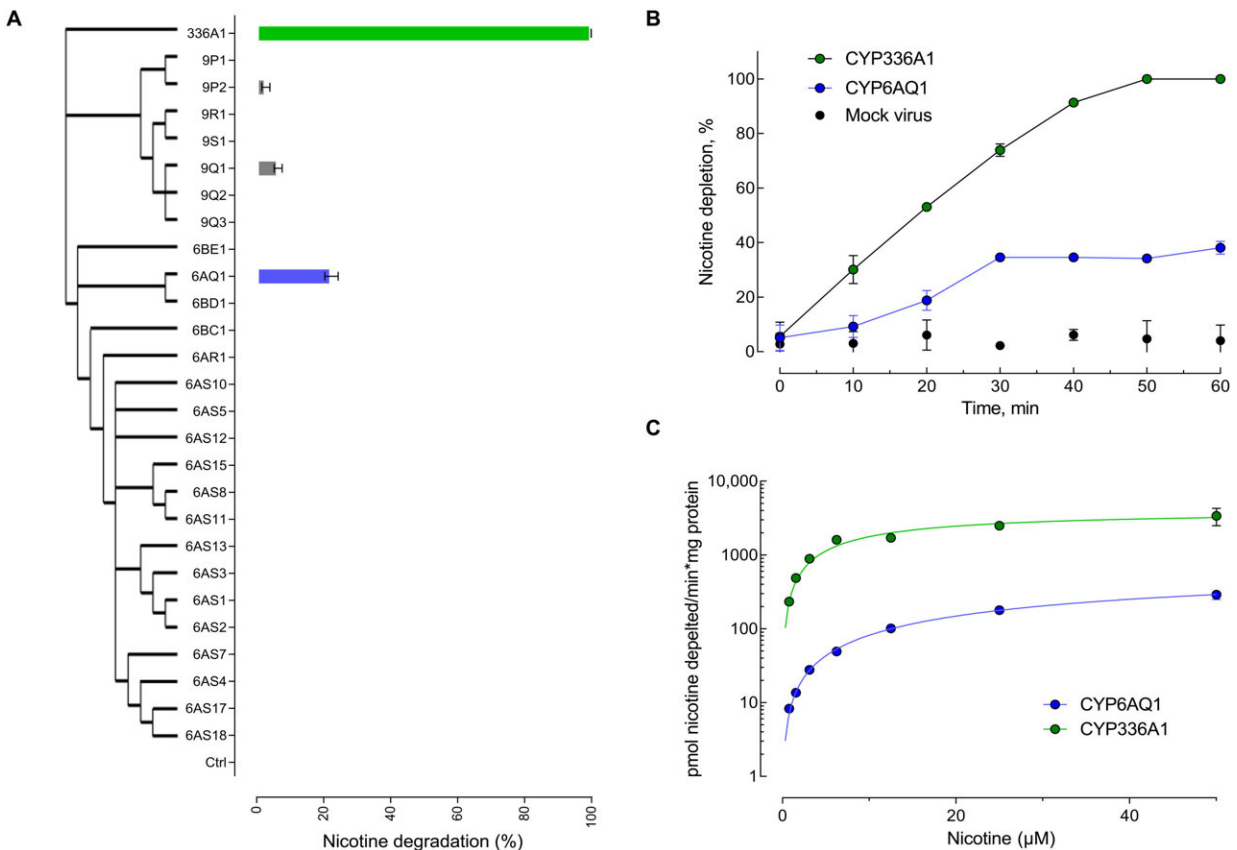 A
336A1
9P1
9P2
9R1
9S1
9Q1
9Q2
9Q3
6BE1
6AQ1
6BD1
6BC1
6AR1
6AS10
6AS5
6AS12
6AS15
6AS8
6AS11
6AS13
6AS3
6AS1
6AS2
6AS7
6AS4
6AS17
6AS18
Ctrl
0 20 40 60 80 100
Nicotine degradation (%)
B
CYP336A1
CYP6AQ1
Mock virus
Nicotine depletion, %
100
80
60
40
20
0
0 10 20 30 40 50 60
Time, min
C
pmol nicotine depelted/min*mg protein
10,000
1000
100
10
1
CYP6AQ1
CYP336A1
0 20 40
Nicotine (µM)